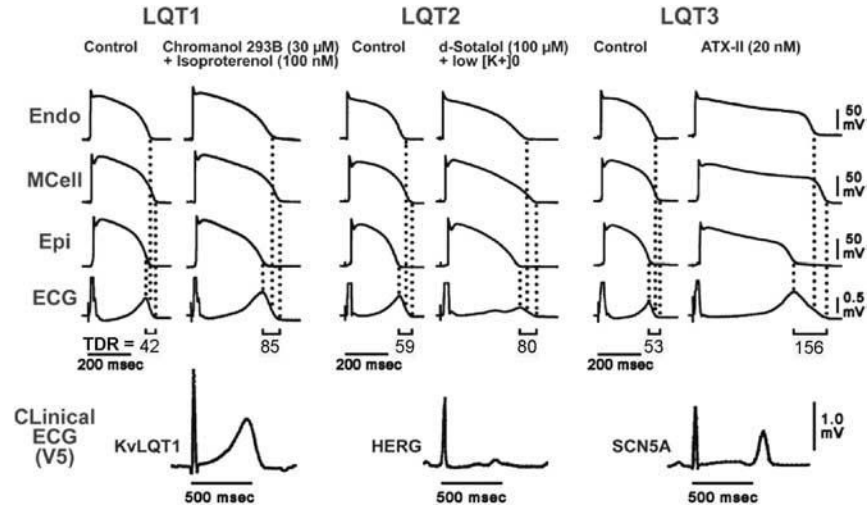 LQT1 LQT2 LQT3
Control Chromanol 293B (30 µM) Control d-Sotalol (100 µM) Control ATX-II (20 nM)
+ Isoproterenol (100 nM) + low [K+]0
Endo 50 mV
MCell 50 mV
Epi 50 mV
ECG 0.5 mV
TDR = 42 85 59 80 53 156
200 msec 200 msec 200 msec
CLinical
ECG
(V5)
KvLQT1 HERG SCN5A 1.0 mV
500 msec 500 msec 500 msec